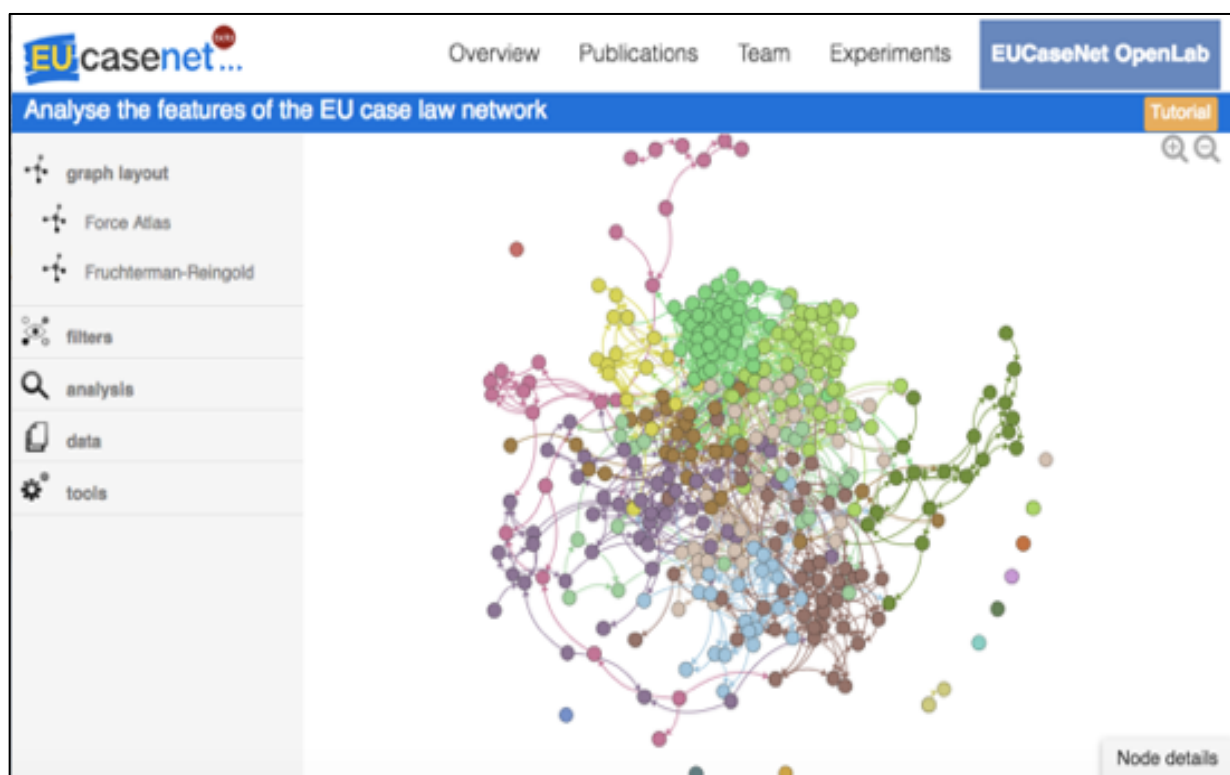 EUcasenet... beta
Overview Publications Team Experiments EUCaseNet OpenLab
Analyse the features of the EU case law network Tutorial
graph layout
Force Atlas
Fruchterman-Reingold
filters
analysis
data
tools
Node details